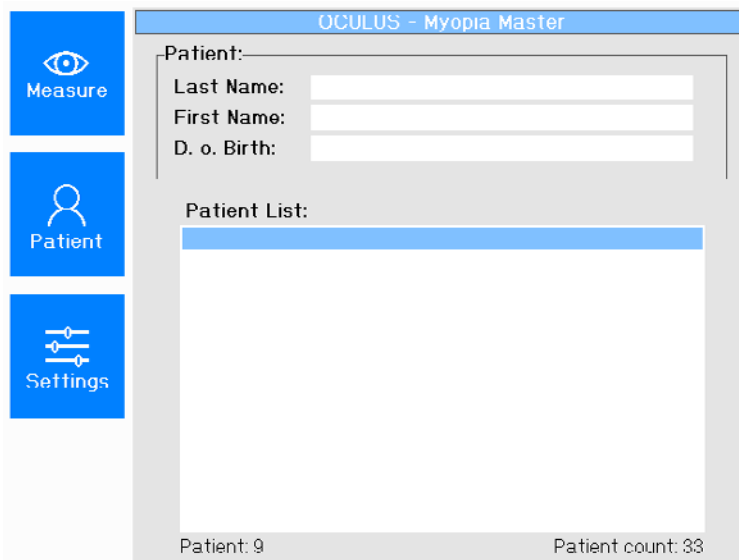 OCULUS - Myopia Master
Measure
Patient
Settings
Patient:
Last Name:
First Name:
D. o. Birth:
Patient List:
Patient: 9
Patient count: 33